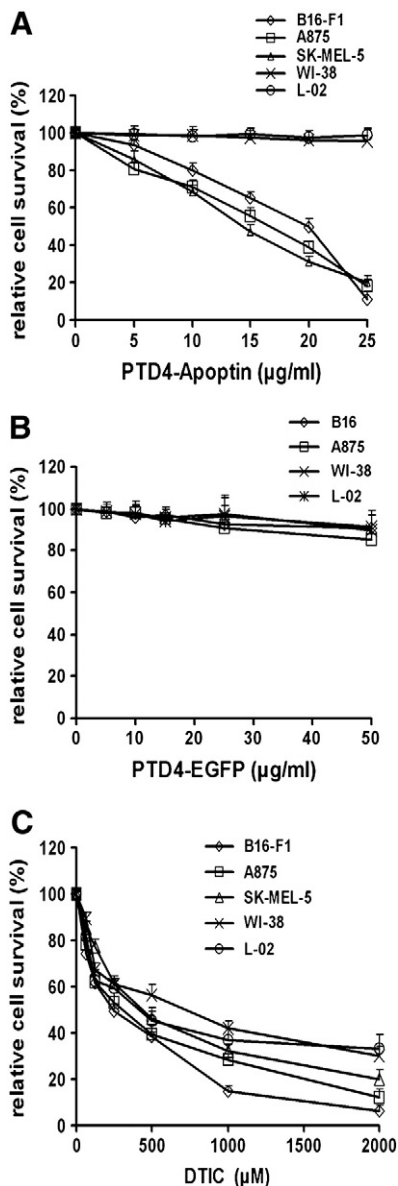 A
B16-F1
A875
SK-MEL-5
WI-38
L-02
relative cell survival (%)
120
100
80
60
40
20
0
0 5 10 15 20 25
PTD4-Apoptin (µg/ml)
B
B16
A875
WI-38
L-02
relative cell survival (%)
120
100
80
60
40
20
0
0 10 20 30 40 50
PTD4-EGFP (µg/ml)
C
B16-F1
A875
SK-MEL-5
WI-38
L-02
relative cell survival (%)
120
100
80
60
40
20
0
0 500 1000 1500 2000
DTIC (µM)